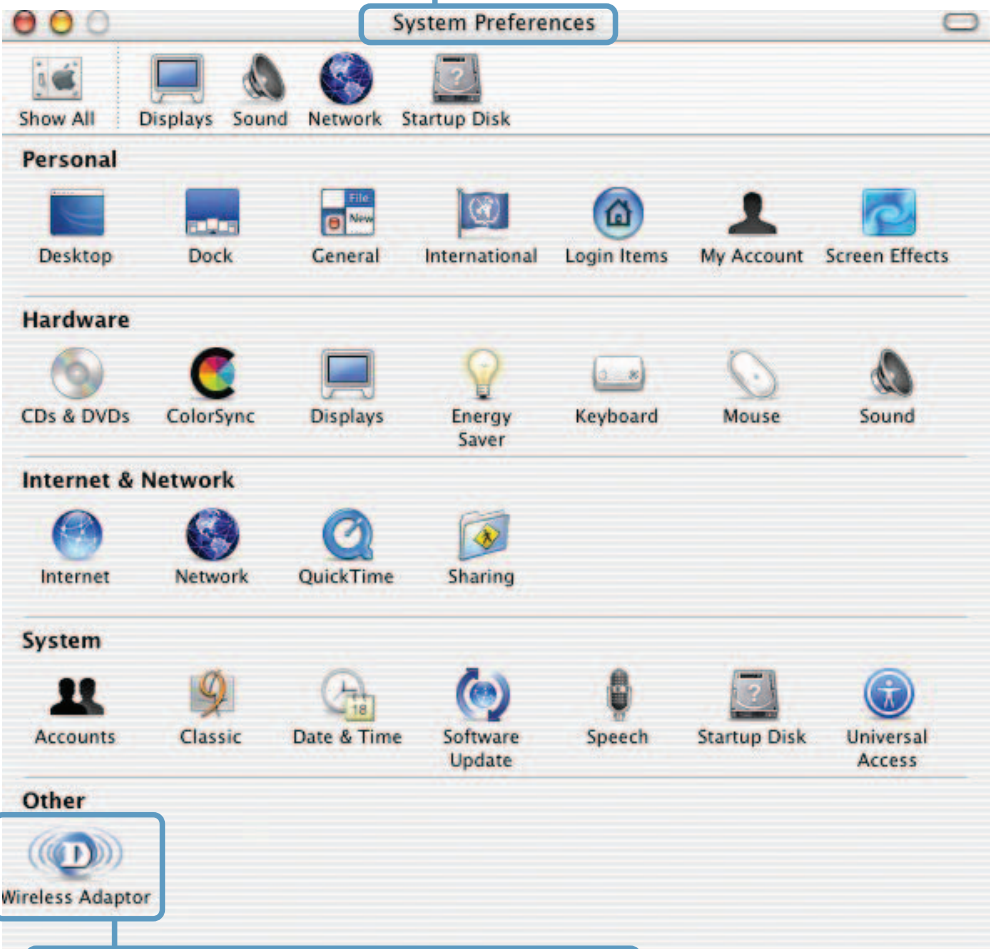 System Preferences
Show All Displays Sound Network Startup Disk
Personal
File
New
Desktop Dock General International Login Items My Account Screen Effects
Hardware
CDs & DVDs ColorSync Displays Energy Saver Keyboard Mouse Sound
Internet & Network
Internet Network QuickTime Sharing
System
18
Accounts Classic Date & Time Software Update Speech Startup Disk Universal Access
Other
D
Wireless Adaptor